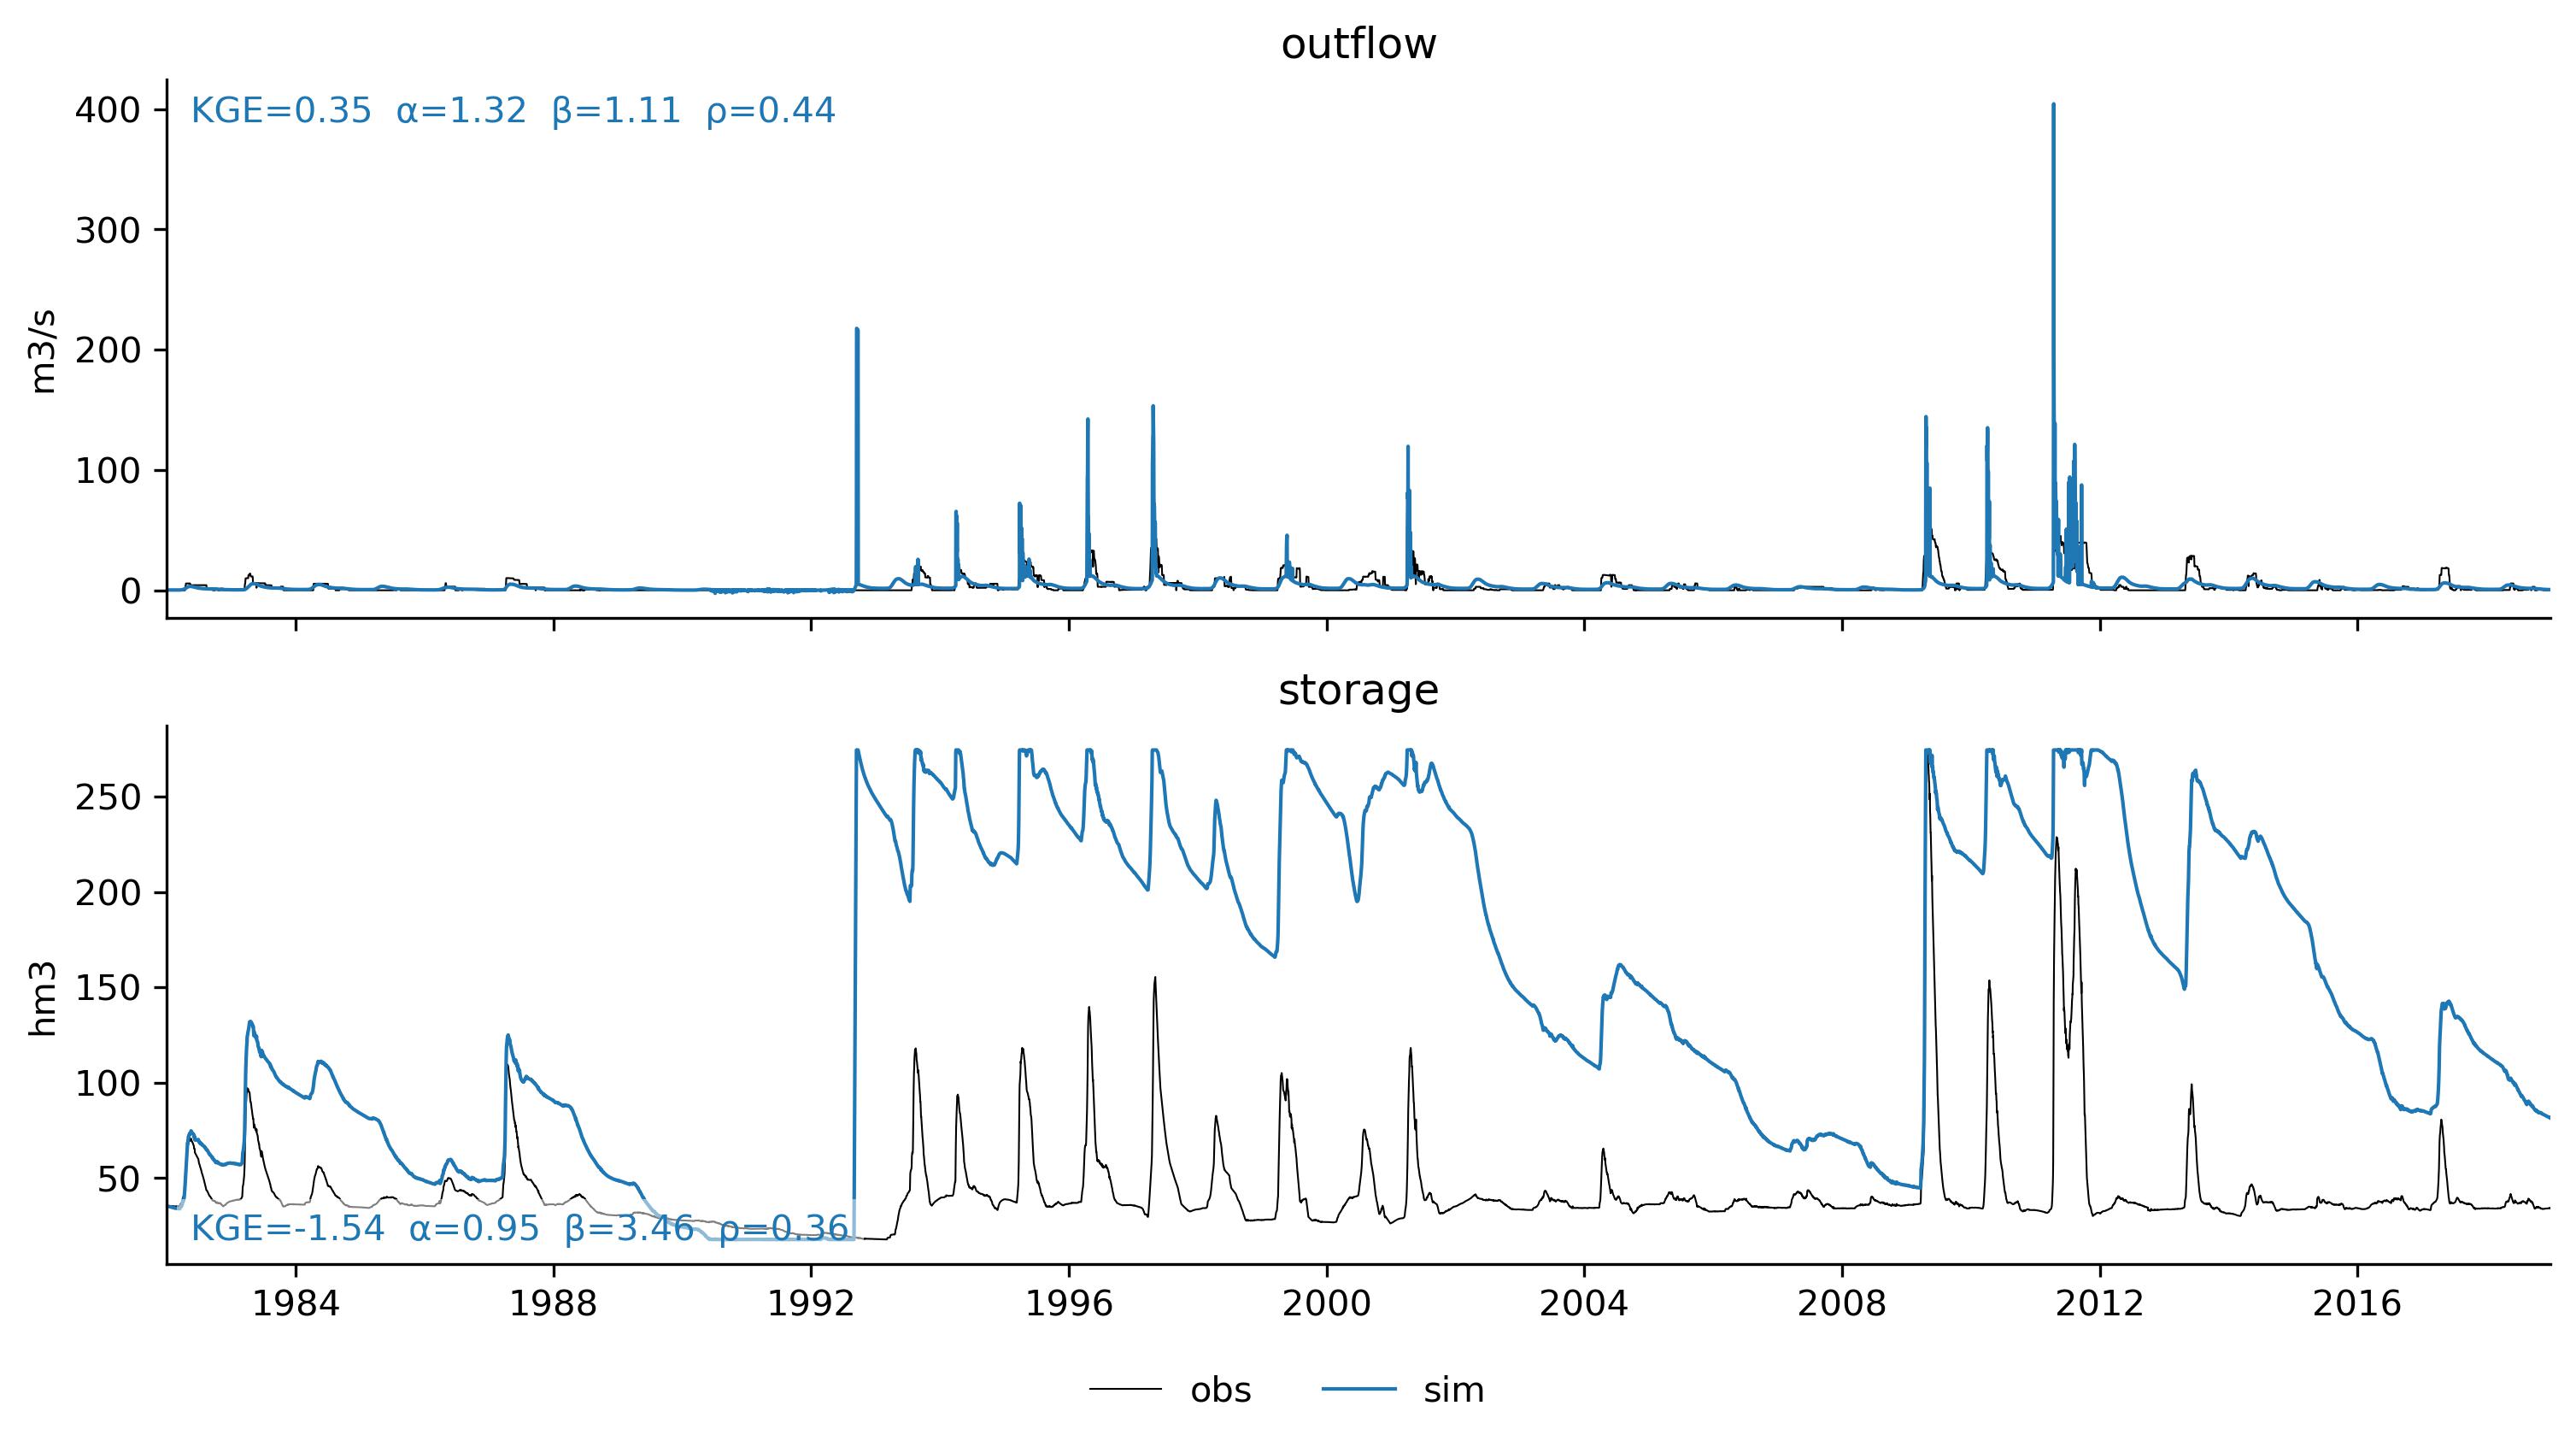 outflow
KGE=0.35 α=1.32 β=1.11 ρ=0.44
400
300
200
100
0
m3/s
storage
250
200
150
100
50
hm3
KGE=-1.54 α=0.95 β=3.46 ρ=0.36
1984 1988 1992 1996 2000 2004 2008 2012 2016
obs sim